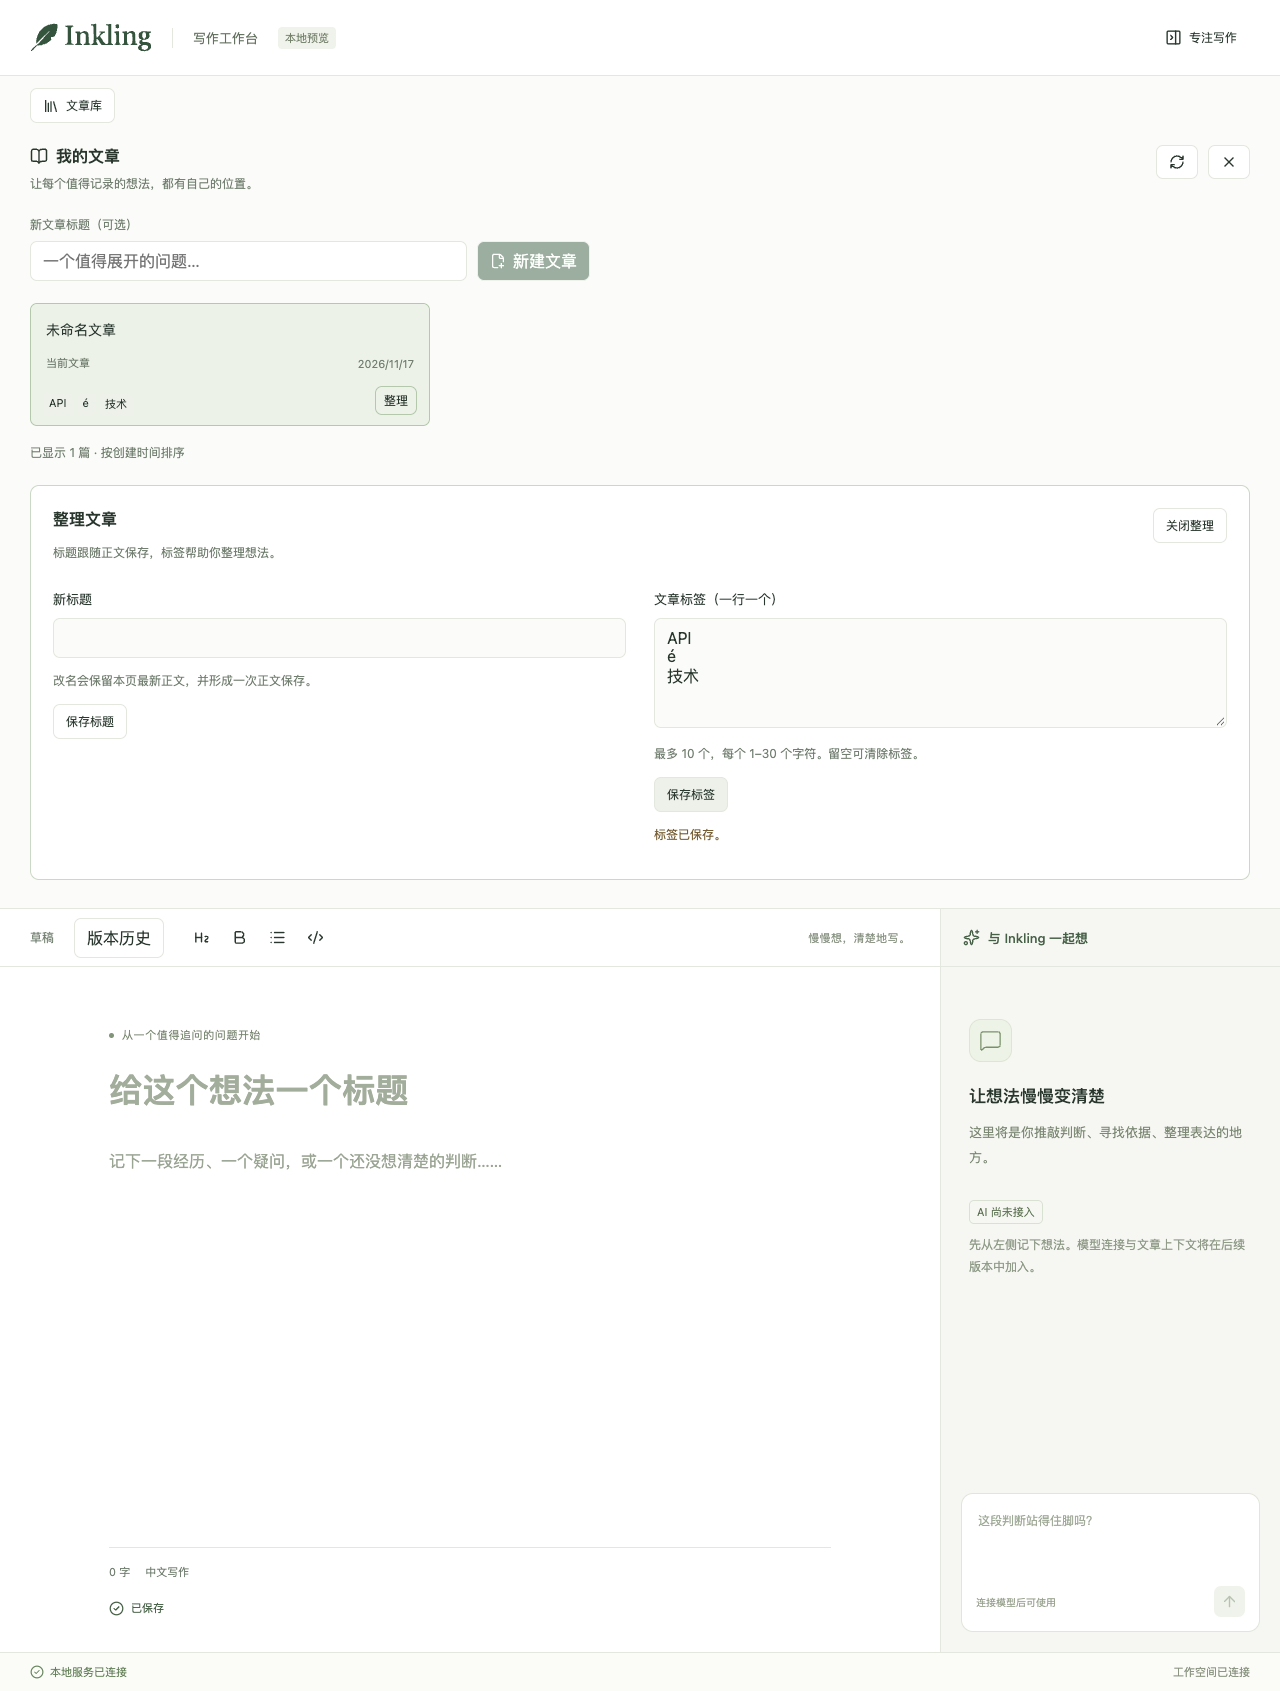 Inkling
写作工作台
本地预览
专注写作
文章库
我的文章
让每个值得记录的想法，都有自己的位置。
新文章标题（可选）
一个值得展开的问题...
新建文章
未命名文章
当前文章
2026/11/17
API é 技术
整理
已显示 1 篇 · 按创建时间排序
整理文章
标题跟随正文保存，标签帮助你整理想法。
关闭整理
新标题
改名会保留本页最新正文，并形成一次正文保存。
保存标题
文章标签（一行一个）
API
é
技术
最多 10 个，每个 1–30 个字符。留空可清除标签。
保存标签
标签已保存。
草稿
版本历史
H2
B
慢慢想，清楚地写。
与 Inkling 一起想
从一个值得追问的问题开始
给这个想法一个标题
记下一段经历、一个疑问，或一个还没想清楚的判断......
让想法慢慢变清楚
这里将是你推敲判断、寻找依据、整理表达的地
方。
AI 尚未接入
先从左侧记下想法。模型连接与文章上下文将在后续
版本中加入。
这段判断站得住脚吗?
连接模型后可使用
0 字
中文写作
已保存
本地服务已连接
工作空间已连接